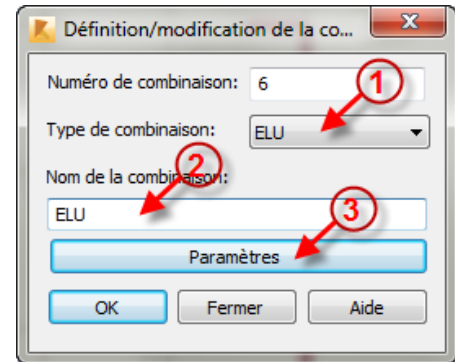 Définition/modification de la co...
Numéro de combinaison: 6
1
Type de combinaison: ELU
2
Nom de la combinaison:
ELU
3
Paramètres
OK Fermer Aide